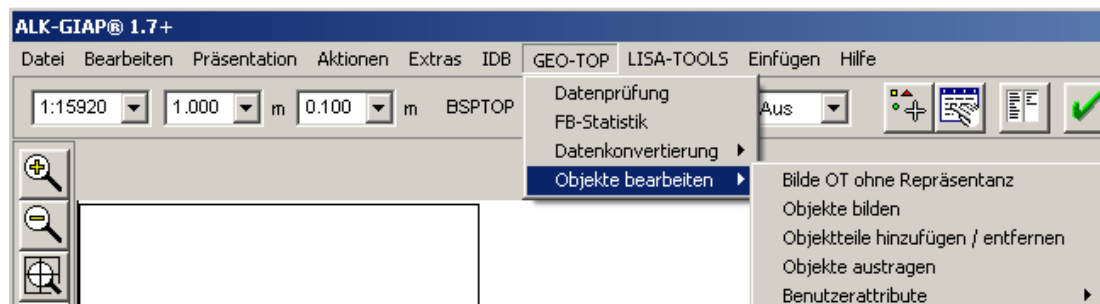 ALK-GIAP® 1.7+
Datei Bearbeiten Präsentation Aktionen Extras IDB GEO-TOP LISA-TOOLS Einfügen Hilfe
1:15920 1.000 m 0.100 m BSPTOP Aus
Datenprüfung
FB-Statistik
Datenkonvertierung
Objekte bearbeiten
Bilde OT ohne Repräsentanz
Objekte bilden
Objektteile hinzufügen / entfernen
Objekte austragen
Benutzerattribute